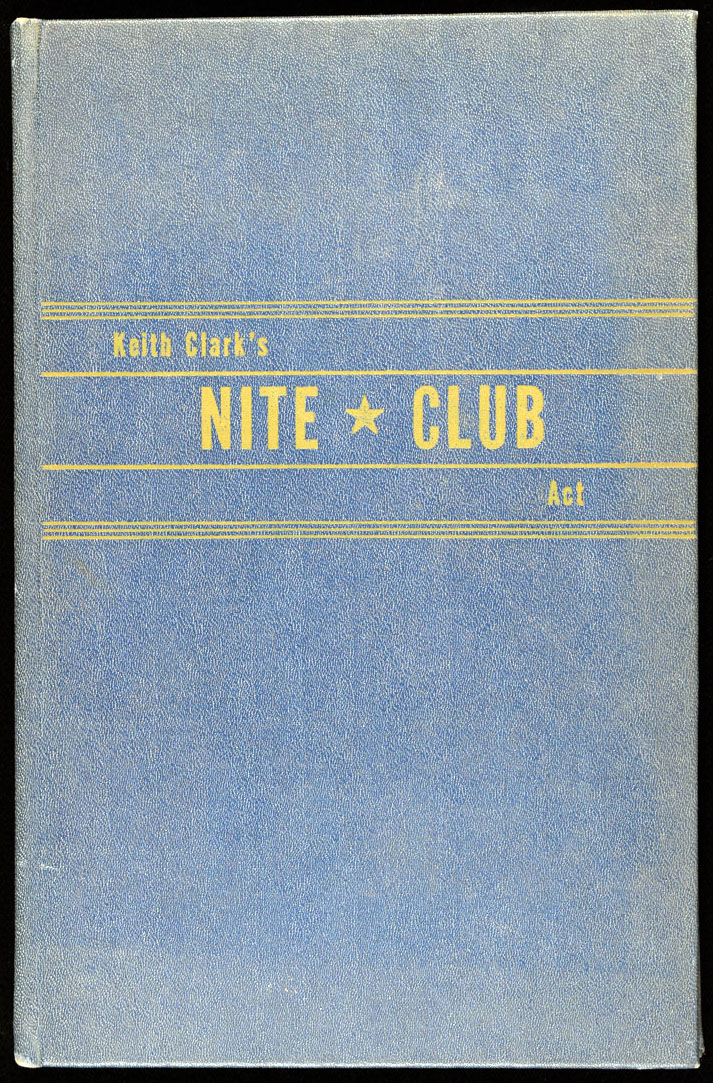 Keith Clark's
NITE ★ CLUB
Act